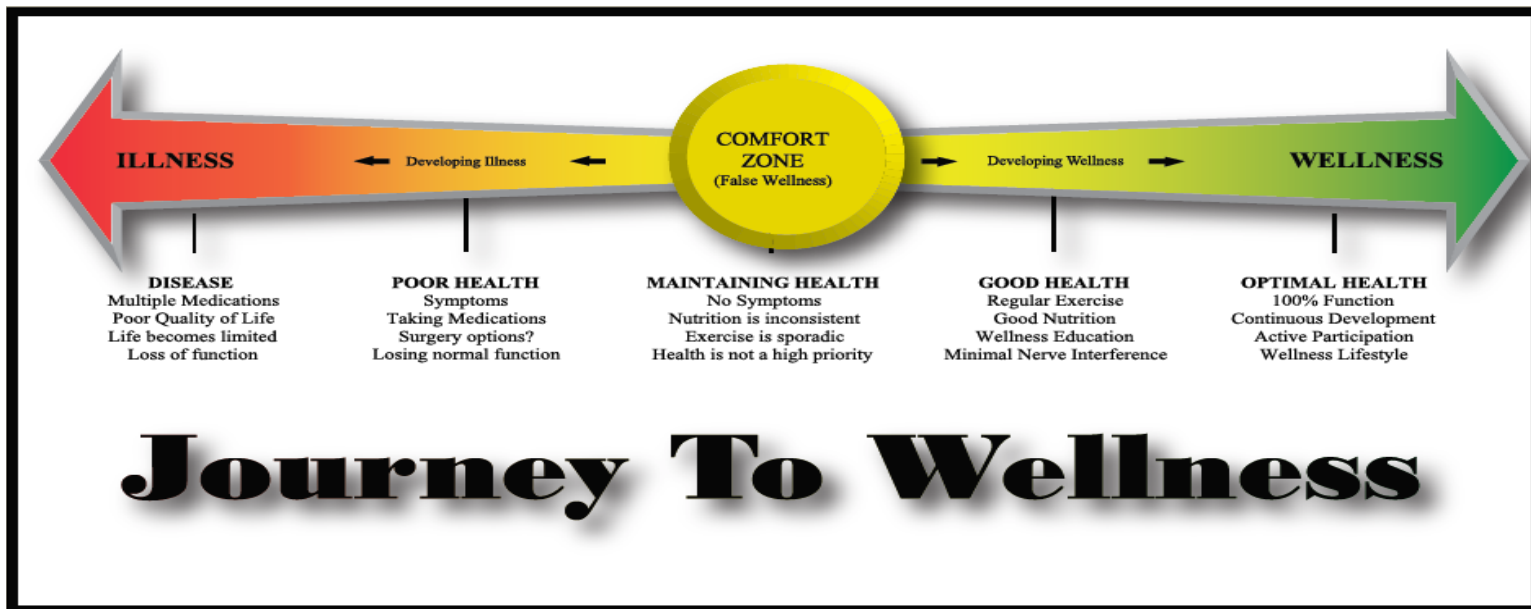 ILLNESS
Developing Illness
COMFORT
ZONE
(False Wellness)
Developing Wellness
WELLNESS
DISEASE
Multiple Medications
Poor Quality of Life
Life becomes limited
Loss of function
POOR HEALTH
Symptoms
Taking Medications
Surgery options?
Losing normal function
MAINTAINING HEALTH
No Symptoms
Nutrition is inconsistent
Exercise is sporadic
Health is not a high priority
GOOD HEALTH
Regular Exercise
Good Nutrition
Wellness Education
Minimal Nerve Interference
OPTIMAL HEALTH
100% Function
Continuous Development
Active Participation
Wellness Lifestyle
Journey To Wellness